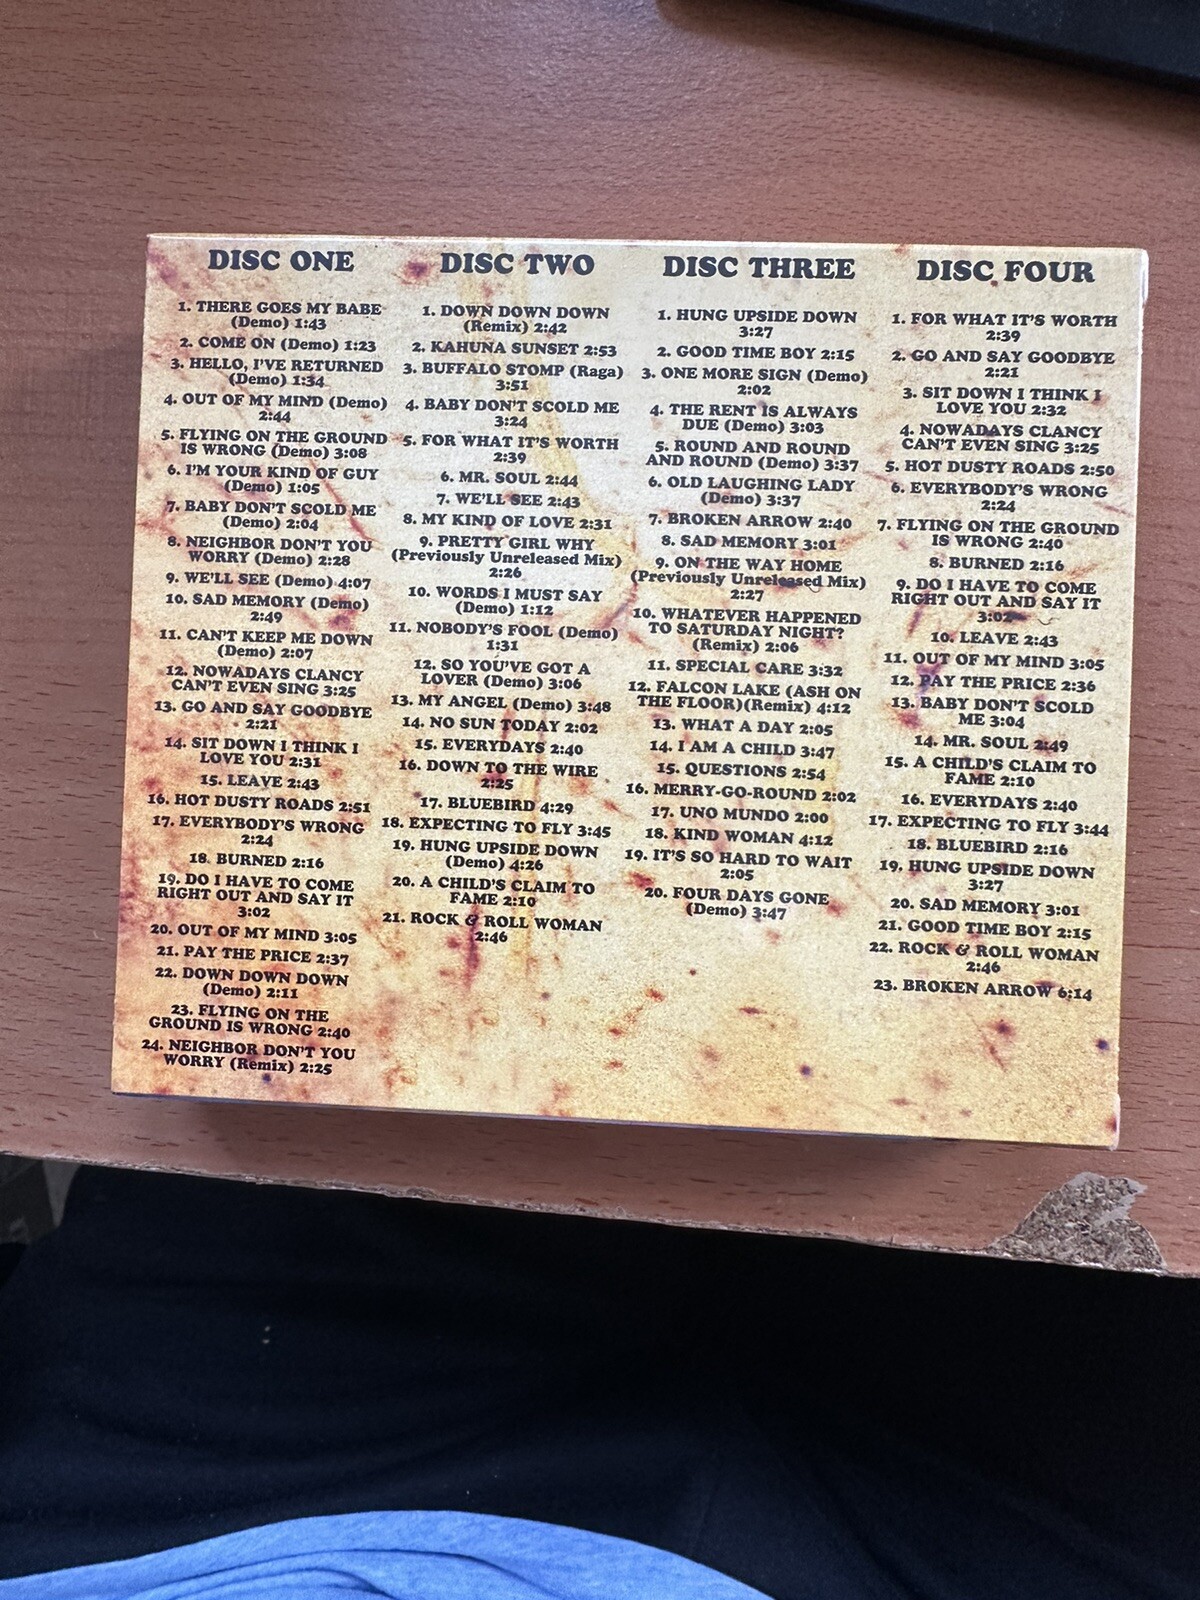 DISC ONE
1. THERE GOES MY BABE
(Demo) 1:43
2. COME ON (Demo) 1:23
3. HELLO, I'VE RETURNED
(Demo) 1:34
4. OUT OF MY MIND (Demo)
2:44
5. FLYING ON THE GROUND
IS WRONG (Demo) 3:08
6. I'M YOUR KIND OF GUY
(Demo) 1:05
7. BABY DON'T SCOLD ME
(Demo) 2:04
8. NEIGHBOR DON'T YOU
WORRY (Demo) 2:28
9. WE'LL SEE (Demo) 4:07
10. SAD MEMORY (Demo)
2:49
11. CAN'T KEEP ME DOWN
(Demo) 2:07
12. NOWADAYS CLANCY
CAN'T EVEN SING 3:25
13. GO AND SAY GOODBYE
2:21
14. SIT DOWN I THINK I
LOVE YOU 2:31
15. LEAVE 2:43
16. HOT DUSTY ROADS 2:51
17. EVERYBODY'S WRONG
2:24
18. BURNED 2:16
19. DO I HAVE TO COME
RIGHT OUT AND SAY IT
3:02
20. OUT OF MY MIND 3:05
21. PAY THE PRICE 2:37
22. DOWN DOWN DOWN
(Demo) 2:11
23. FLYING ON THE
GROUND IS WRONG 2:40
24. NEIGHBOR DON'T YOU
WORRY (Remix) 2:25
DISC TWO
1. DOWN DOWN DOWN
(Remix) 2:42
2. KAHUNA SUNSET 2:53
3. BUFFALO STOMP (Raga)
3:51
4. BABY DON'T SCOLD ME
3:24
5. FOR WHAT IT'S WORTH
2:39
6. MR. SOUL 2:44
7. WE'LL SEE 2:43
8. MY KIND OF LOVE 2:31
9. PRETTY GIRL WHY
(Previously Unreleased Mix)
2:26
10. WORDS I MUST SAY
(Demo) 1:12
11. NOBODY'S FOOL (Demo)
1:31
12. SO YOU'VE GOT A
LOVER (Demo) 3:06
13. MY ANGEL (Demo) 3:48
14. NO SUN TODAY 2:02
15. EVERYDAYS 2:40
16. DOWN TO THE WIRE
2:25
17. BLUEBIRD 4:29
18. EXPECTING TO FLY 3:45
19. HUNG UPSIDE DOWN
(Demo) 4:26
20. A CHILD'S CLAIM TO
FAME 2:10
21. ROCK & ROLL WOMAN
2:46
DISC THREE
1. HUNG UPSIDE DOWN
3:27
2. GOOD TIME BOY 2:15
3. ONE MORE SIGN (Demo)
2:02
4. THE RENT IS ALWAYS
DUE (Demo) 3:03
5. ROUND AND ROUND
AND ROUND (Demo) 3:37
6. OLD LAUGHING LADY
(Demo) 3:37
7. BROKEN ARROW 2:40
8. SAD MEMORY 3:01
9. ON THE WAY HOME
(Previously Unreleased Mix)
2:27
10. WHATEVER HAPPENED
TO SATURDAY NIGHT?
(Remix) 2:06
11. SPECIAL CARE 3:32
12. FALCON LAKE (ASH ON
THE FLOOR)(Remix) 4:12
13. WHAT A DAY 2:05
14. I AM A CHILD 3:47
15. QUESTIONS 2:54
16. MERRY-GO-ROUND 2:02
17. UNO MUNDO 2:00
18. KIND WOMAN 4:12
19. IT'S SO HARD TO WAIT
2:05
20. FOUR DAYS GONE
(Demo) 3:47
DISC FOUR
1. FOR WHAT IT'S WORTH
2:39
2. GO AND SAY GOODBYE
2:21
3. SIT DOWN I THINK I
LOVE YOU 2:32
4. NOWADAYS CLANCY
CAN'T EVEN SING 3:25
5. HOT DUSTY ROADS 2:50
6. EVERYBODY'S WRONG
2:24
7. FLYING ON THE GROUND
IS WRONG 2:40
8. BURNED 2:16
9. DO I HAVE TO COME
RIGHT OUT AND SAY IT
3:02
10. LEAVE 2:43
11. OUT OF MY MIND 3:05
12. PAY THE PRICE 2:36
13. BABY DON'T SCOLD
ME 3:04
14. MR. SOUL 2:49
15. A CHILD'S CLAIM TO
FAME 2:10
16. EVERYDAYS 2:40
17. EXPECTING TO FLY 3:44
18. BLUEBIRD 2:16
19. HUNG UPSIDE DOWN
3:27
20. SAD MEMORY 3:01
21. GOOD TIME BOY 2:15
22. ROCK & ROLL WOMAN
2:46
23. BROKEN ARROW 6:14